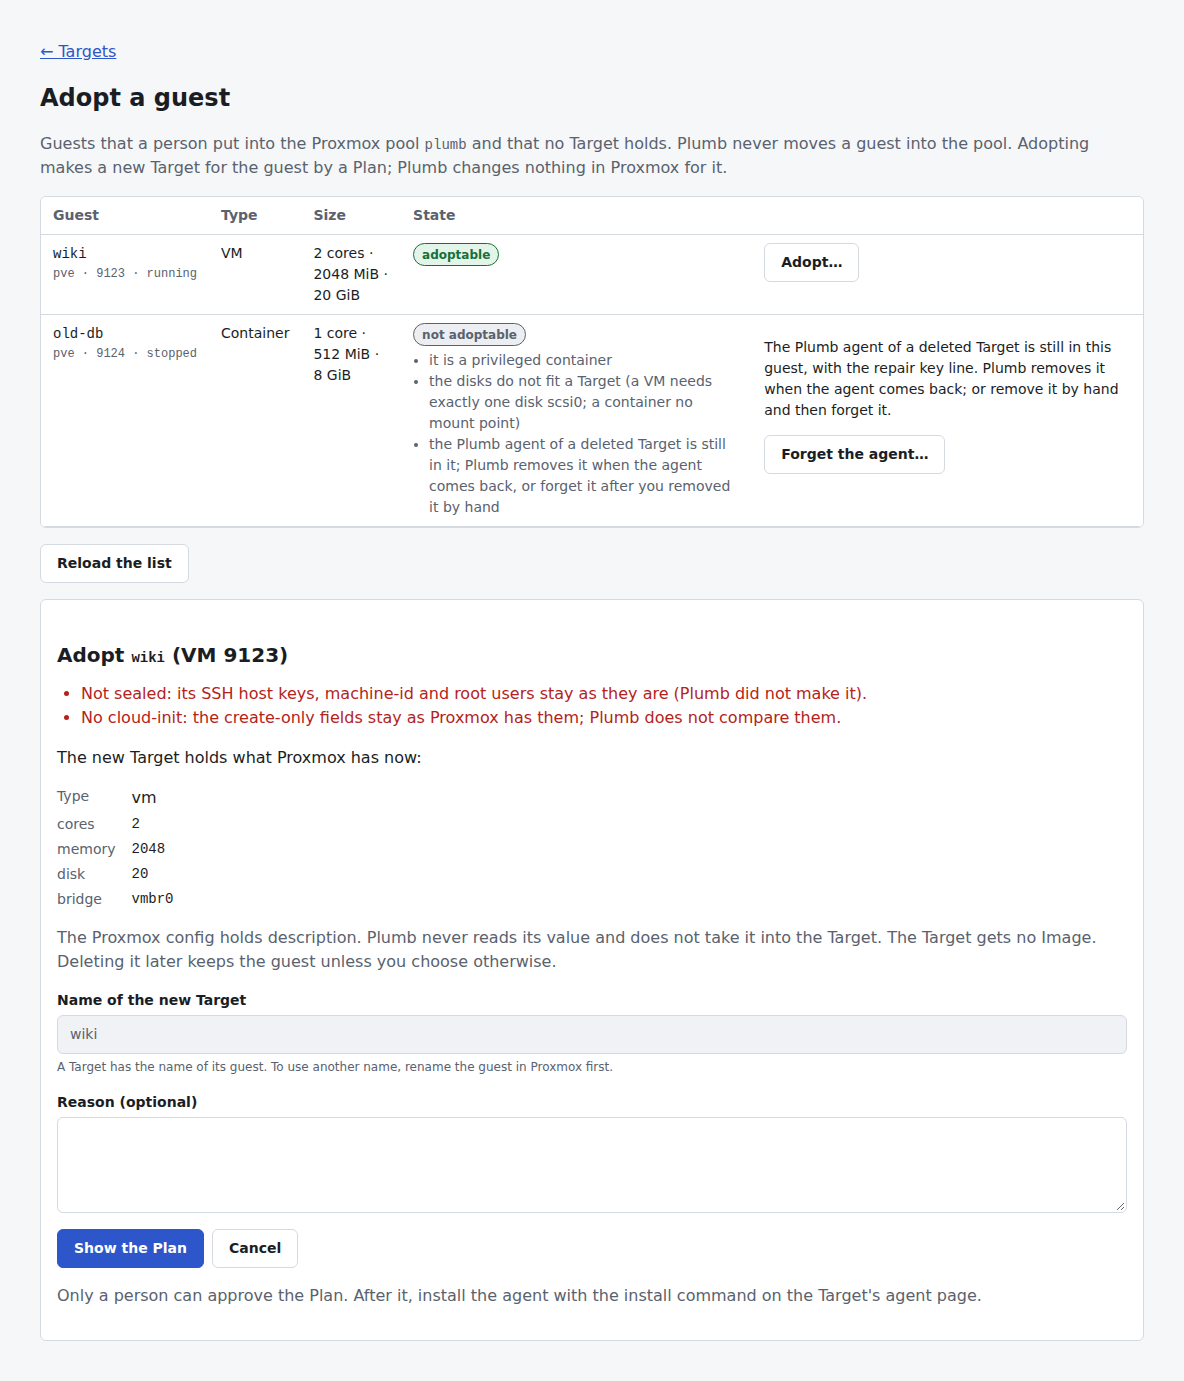 ← Targets
Adopt a guest
Guests that a person put into the Proxmox pool plumb and that no Target holds. Plumb never moves a guest into the pool. Adopting
makes a new Target for the guest by a Plan; Plumb changes nothing in Proxmox for it.
Guest Type Size State
wiki VM 2 cores · adoptable Adopt…
pve · 9123 · running 2048 MiB ·
20 GiB
old-db Container 1 core · not adoptable
pve · 9124 · stopped 512 MiB ·
8 GiB
• it is a privileged container
• the disks do not fit a Target (a VM needs
exactly one disk scsi0; a container no
mount point)
• the Plumb agent of a deleted Target is still
in it; Plumb removes it when the agent
comes back, or forget it after you removed
it by hand
The Plumb agent of a deleted Target is still in this
guest, with the repair key line. Plumb removes it
when the agent comes back; or remove it by hand
and then forget it.
Forget the agent…
Reload the list
Adopt wiki (VM 9123)
• Not sealed: its SSH host keys, machine-id and root users stay as they are (Plumb did not make it).
• No cloud-init: the create-only fields stay as Proxmox has them; Plumb does not compare them.
The new Target holds what Proxmox has now:
Type vm
cores 2
memory 2048
disk 20
bridge vmbr0
The Proxmox config holds description. Plumb never reads its value and does not take it into the Target. The Target gets no Image.
Deleting it later keeps the guest unless you choose otherwise.
Name of the new Target
wiki
A Target has the name of its guest. To use another name, rename the guest in Proxmox first.
Reason (optional)
Show the Plan Cancel
Only a person can approve the Plan. After it, install the agent with the install command on the Target's agent page.